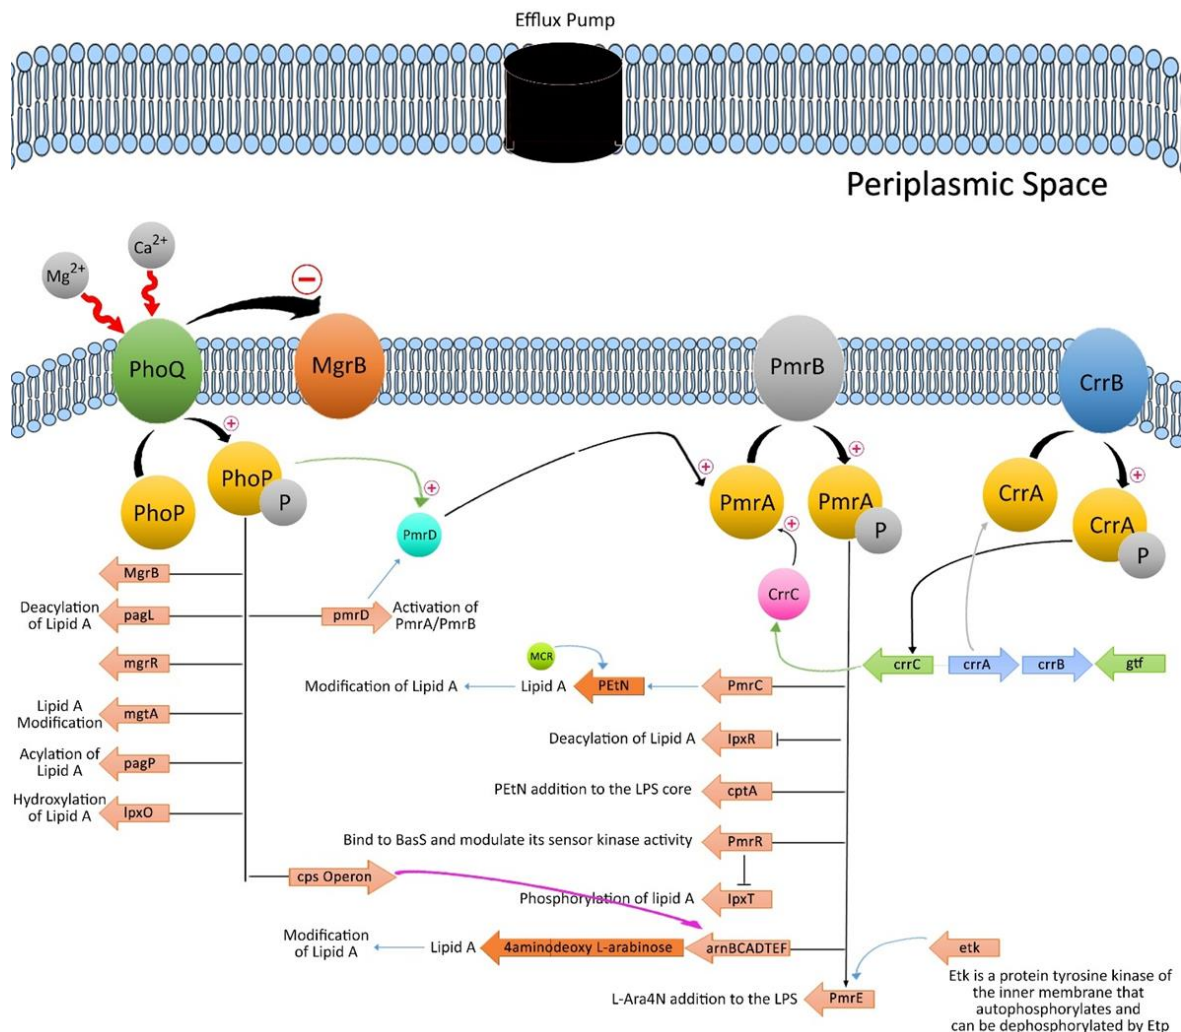 Efflux Pump
Periplasmic Space
Ca2+
Mg2+
PhoQ
MgrB
PmrB
CrrB
PhoP
PhoP
P
PmrD
PmrA
PmrA
P
CrrA
CrrA
P
CrrC
MgrB
Deacylation
of Lipid A
pagL
pmrD
Activation of
PmrA/PmrB
mgrR
crrC
crrA
crrB
gtf
MCR
Modification of Lipid A
Lipid A
PEtN
PmrC
Lipid A
Modification
mgtA
Deacylation of Lipid A
lpxR
Acylation of
Lipid A
pagP
PEtN addition to the LPS core
cptA
Hydroxylation
of Lipid A
lpxO
Bind to BasS and modulate its sensor kinase activity
PmrR
cps Operon
Phosphorylation of lipid A
lpxT
Modification
of Lipid A
Lipid A
4aminodeoxy L-arabinose
arnBCADTEF
etk
L-Ara4N addition to the LPS
PmrE
Etk is a protein tyrosine kinase of
the inner membrane that
autophosphorylates and
can be dephosphorylated by Etp